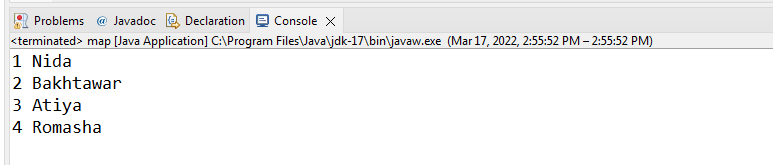 Problems @ Javadoc Declaration Console
<terminated> map [Java Application] C:\Program Files\Java\jdk-17\bin\javaw.exe (Mar 17, 2022, 2:55:52 PM – 2:55:52 PM)
1 Nida
2 Bakhtawar
3 Atiya
4 Romasha